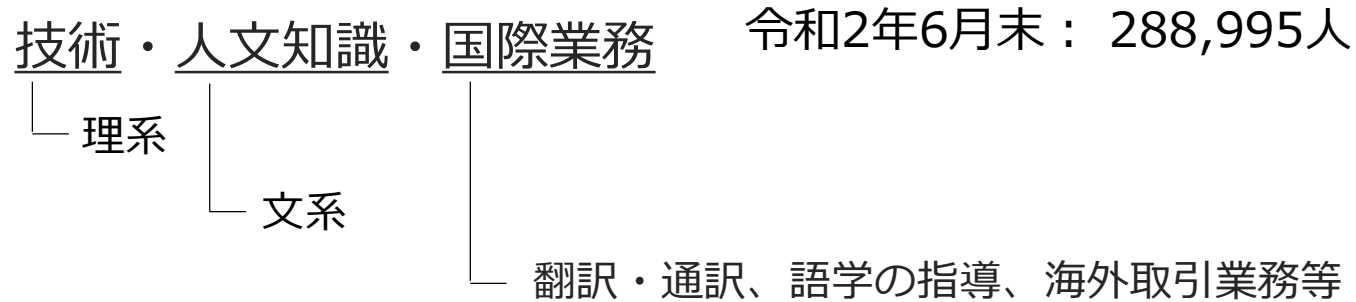 技術・人文知識・国際業務
令和2年6月末： 288,995人
理系
文系
翻訳・通訳、語学の指導、海外取引業務等